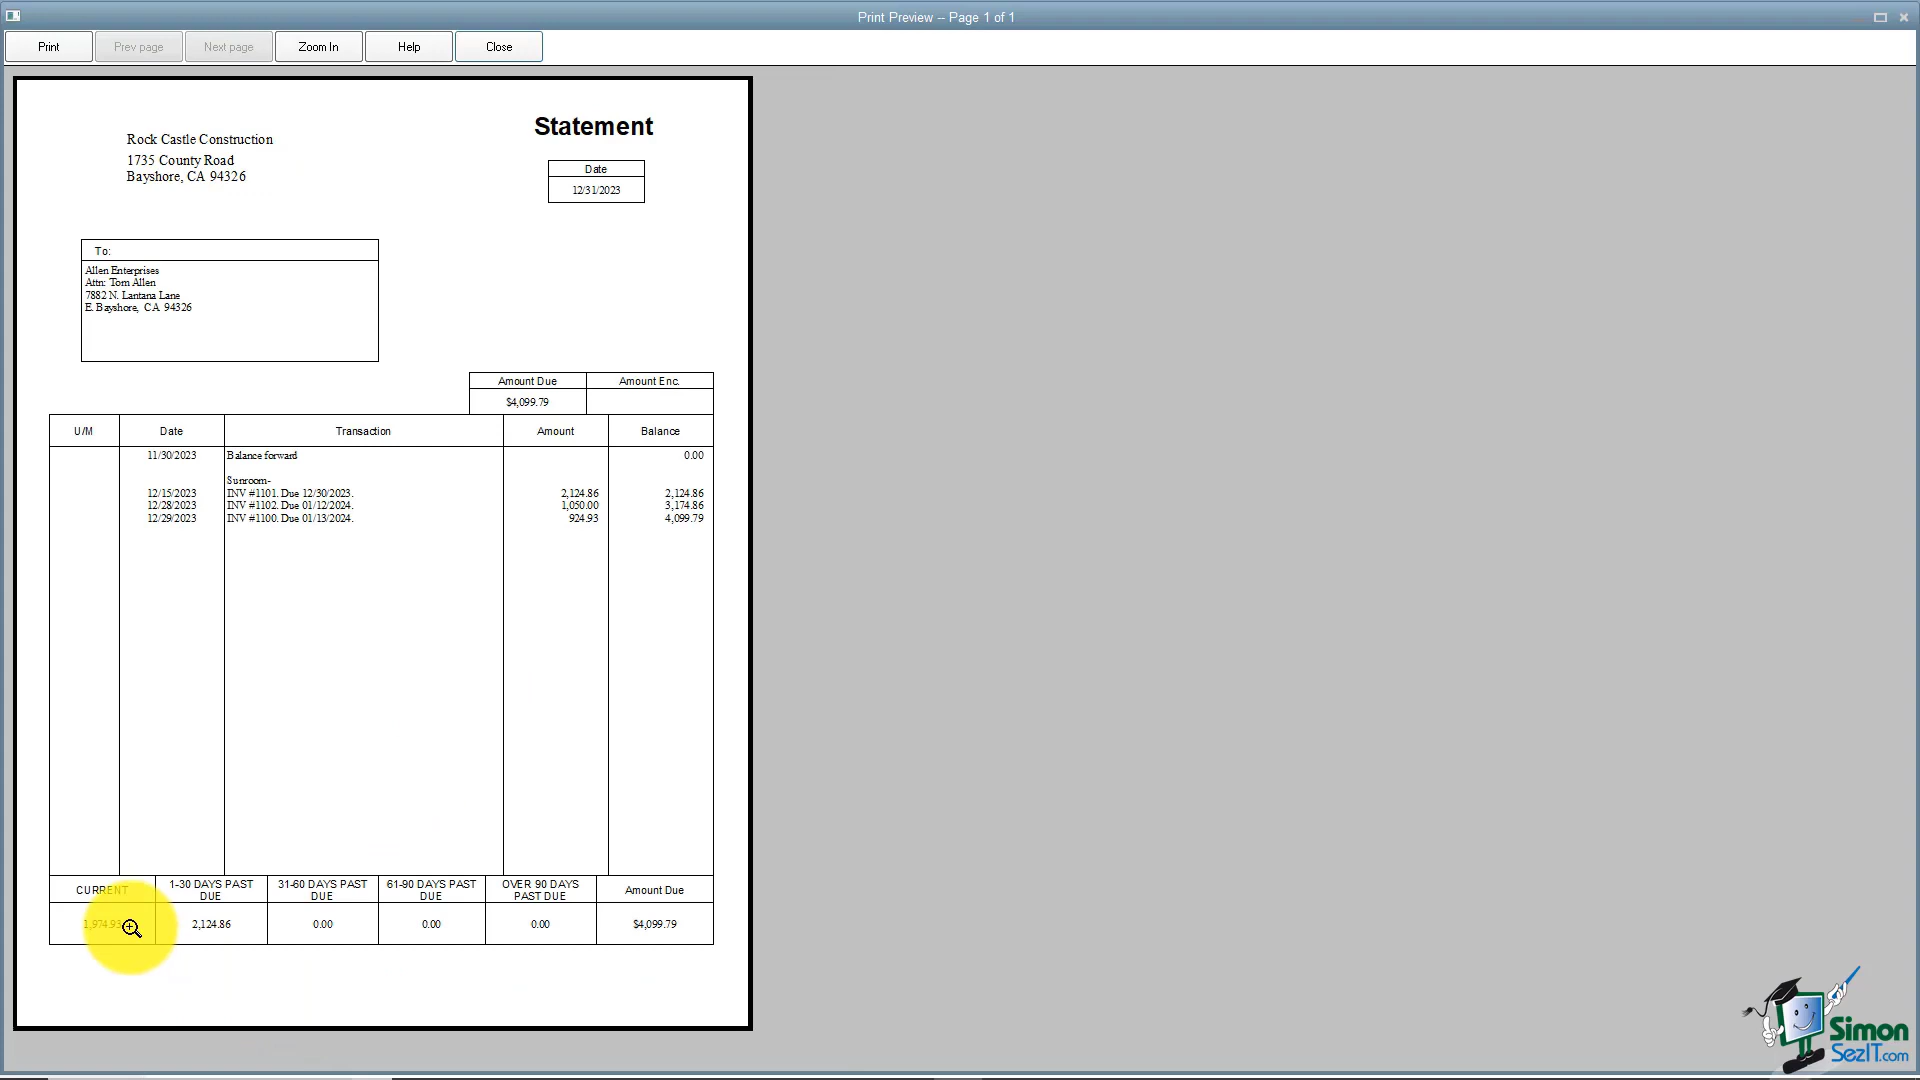 Print Preview -- Page 1 of 1
Print Prev page Next page Zoom In Help Close
Statement
Rock Castle Construction
1735 County Road
Bayshore, CA 94326
Date
12/31/2023
To:
Allen Enterprises
Attn: Tom Allen
7882 N. Lantana Lane
E. Bayshore, CA 94326
Amount Due Amount Enc.
$4,099.79
U/M Date Transaction Amount Balance
11/30/2023 Balance forward 0.00
Sunroom-
12/15/2023 INV #1101. Due 12/30/2023. 2,124.86 2,124.86
12/28/2023 INV #1102. Due 01/12/2024. 1,050.00 3,174.86
12/29/2023 INV #1100. Due 01/13/2024. 924.93 4,099.79
CURRENT 1-30 DAYS PAST DUE 31-60 DAYS PAST DUE 61-90 DAYS PAST DUE OVER 90 DAYS PAST DUE Amount Due
1,974.93 2,124.86 0.00 0.00 0.00 $4,099.79
Simon
SezIT.com